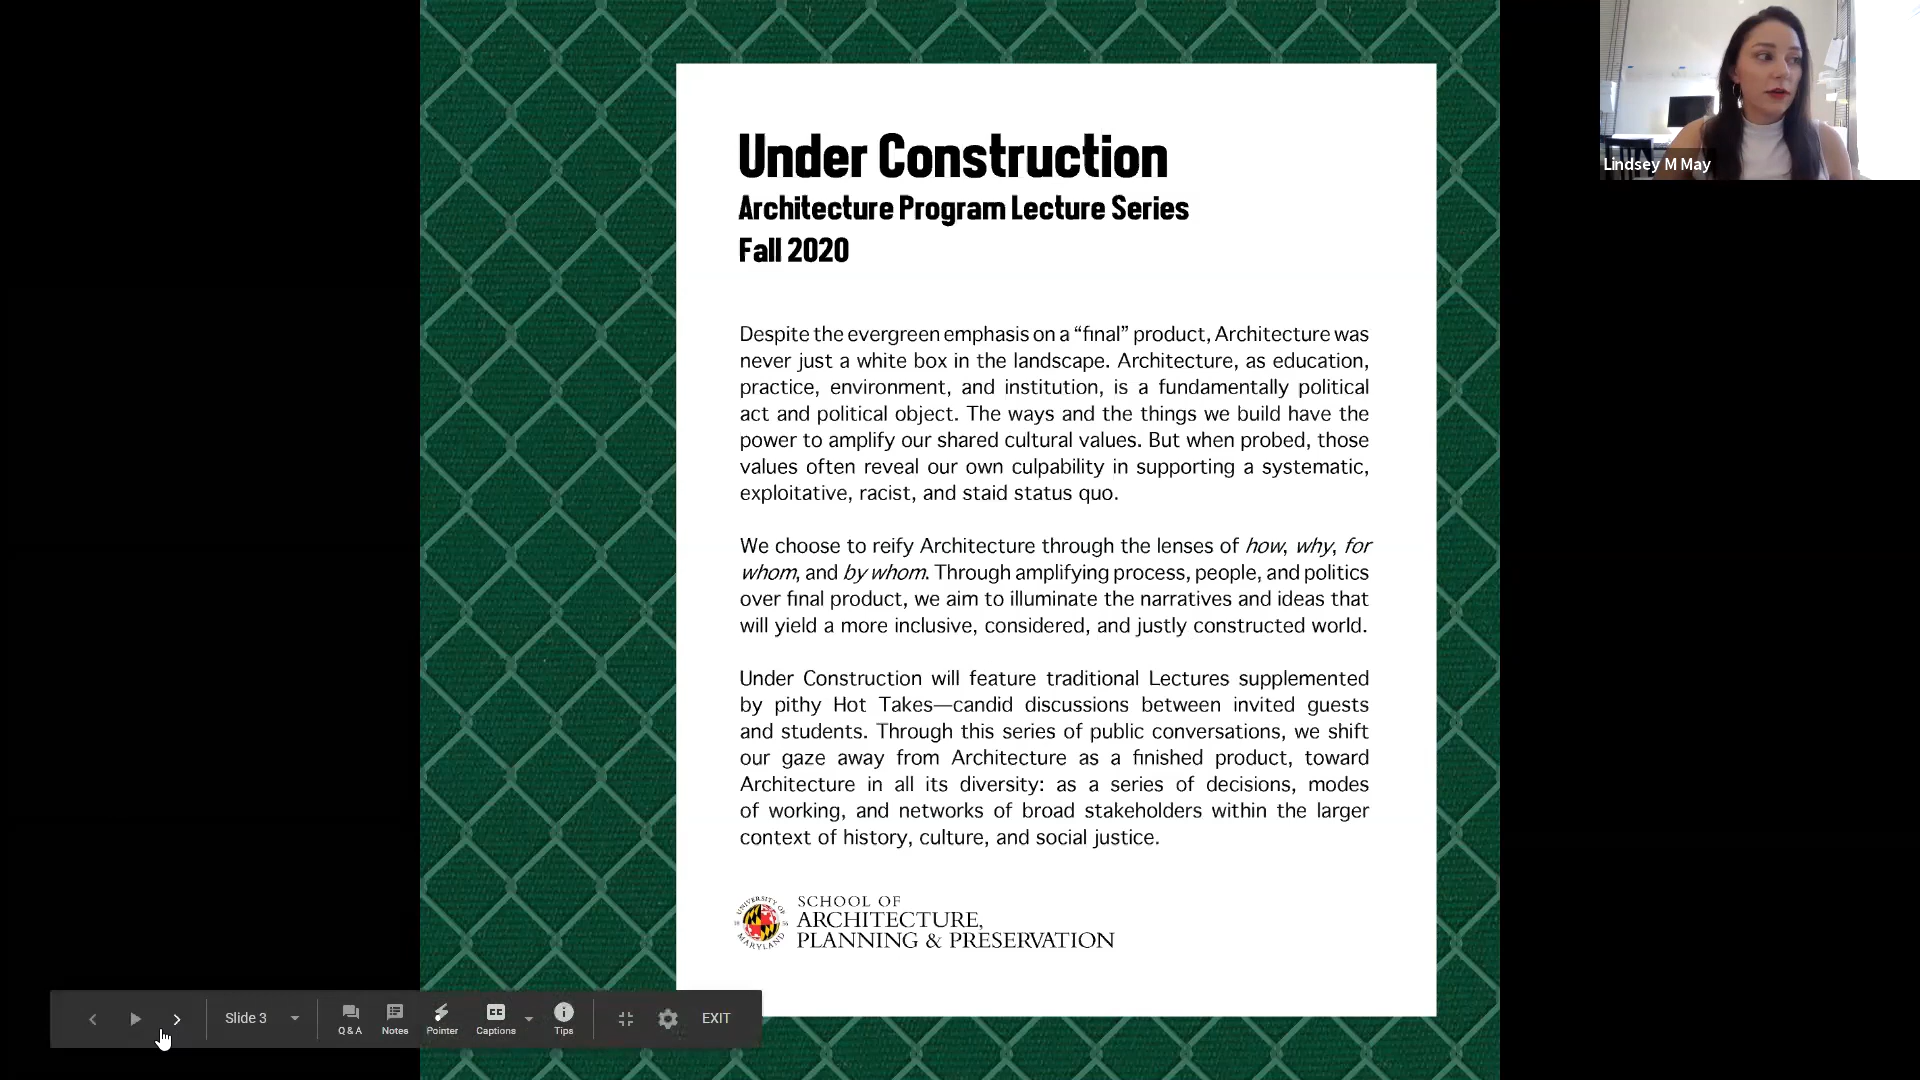 Under Construction
Architecture Program Lecture Series
Fall 2020
Despite the evergreen emphasis on a “final” product, Architecture was
never just a white box in the landscape. Architecture, as education,
practice, environment, and institution, is a fundamentally political
act and political object. The ways and the things we build have the
power to amplify our shared cultural values. But when probed, those
values often reveal our own culpability in supporting a systematic,
exploitative, racist, and staid status quo.
We choose to reify Architecture through the lenses of how, why, for
whom, and by whom. Through amplifying process, people, and politics
over final product, we aim to illuminate the narratives and ideas that
will yield a more inclusive, considered, and justly constructed world.
Under Construction will feature traditional Lectures supplemented
by pithy Hot Takes—candid discussions between invited guests
and students. Through this series of public conversations, we shift
our gaze away from Architecture as a finished product, toward
Architecture in all its diversity: as a series of decisions, modes
of working, and networks of broad stakeholders within the larger
context of history, culture, and social justice.
UNIVERSITY OF
MARYLAND
SCHOOL OF
ARCHITECTURE,
PLANNING & PRESERVATION
Lindsey M May
Slide 3
Q & A
Notes
Pointer
CC
Captions
Tips
EXIT